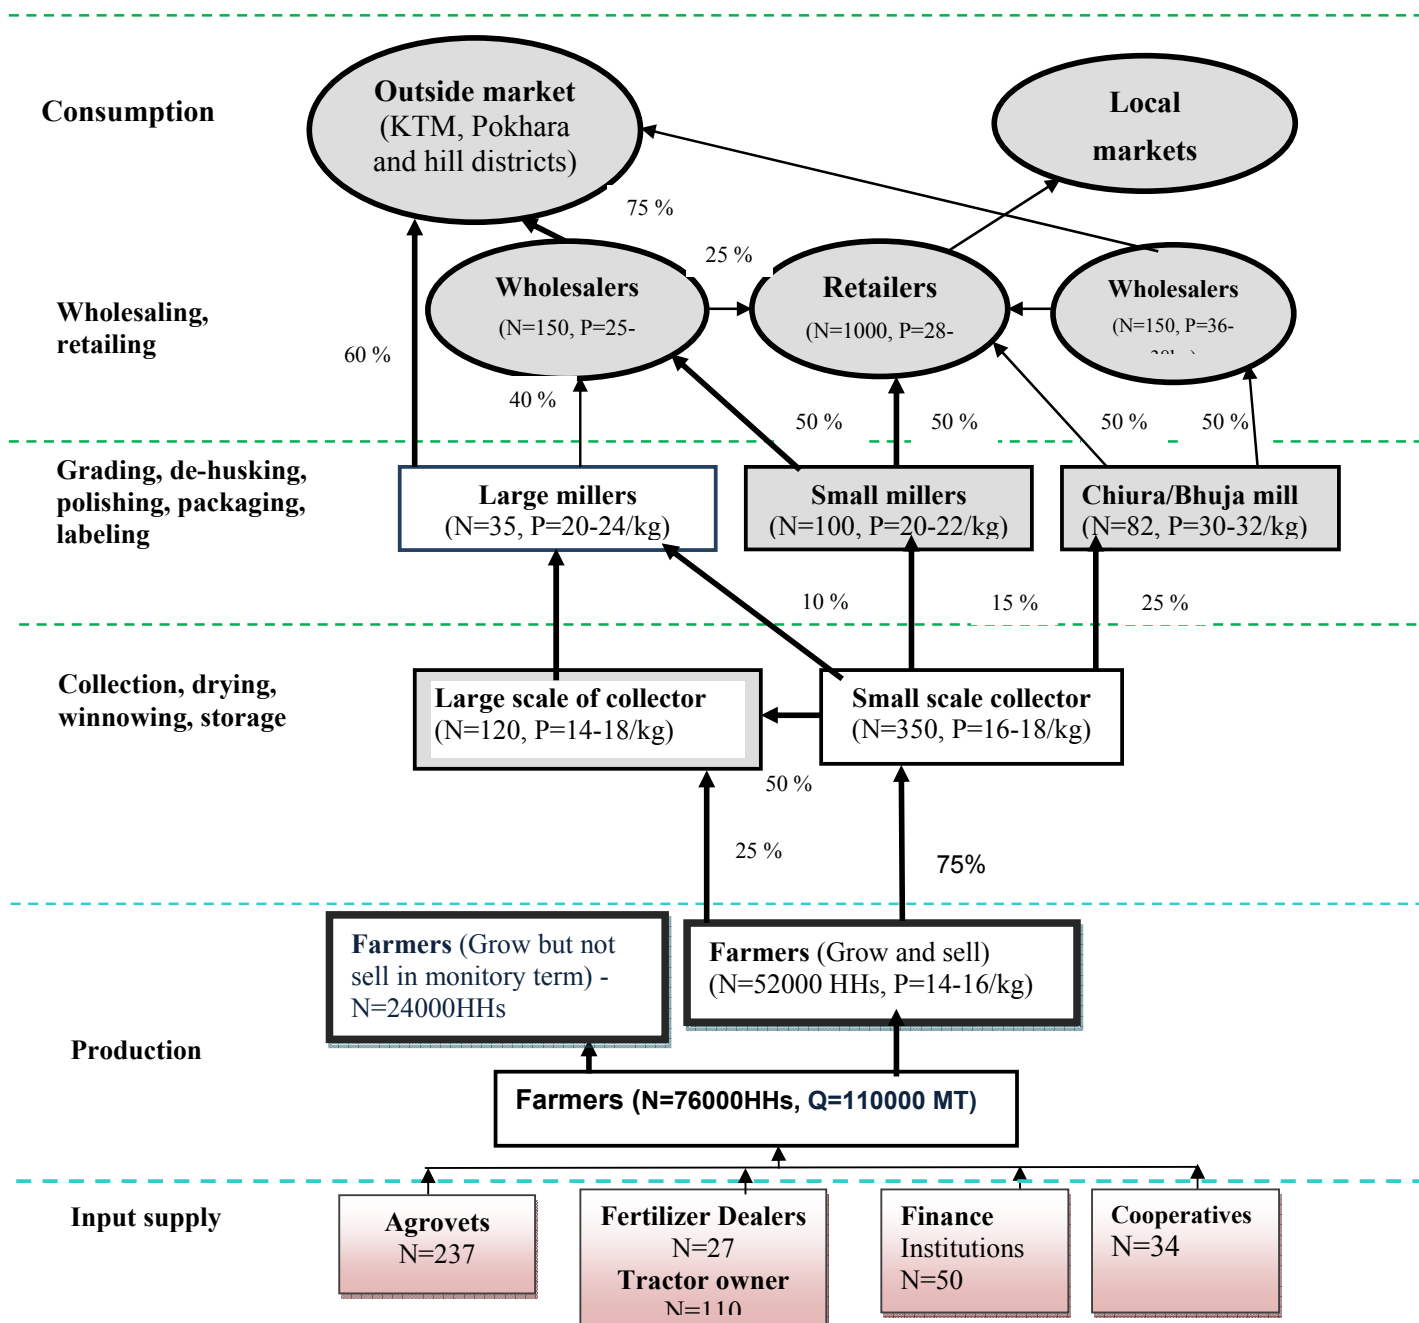 Consumption
Outside market
(KTM, Pokhara
and hill districts)
Local
markets
75 %
25 %
Wholesaling,
retailing
Wholesalers
(N=150, P=25-
Retailers
(N=1000, P=28-
Wholesalers
(N=150, P=36-
60 %
40 %
50 %
50 %
50 %
50 %
Grading, de-husking,
polishing, packaging,
labeling
Large millers
(N=35, P=20-24/kg)
Small millers
(N=100, P=20-22/kg)
Chiura/Bhuja mill
(N=82, P=30-32/kg)
10 %
15 %
25 %
Collection, drying,
winnowing, storage
Large scale of collector
(N=120, P=14-18/kg)
Small scale collector
(N=350, P=16-18/kg)
50 %
25 %
75%
Production
Farmers (Grow but not
sell in monitory term) -
N=24000HHs
Farmers (Grow and sell)
(N=52000 HHs, P=14-16/kg)
Farmers (N=76000HHs, Q=110000 MT)
Input supply
Agrovets
N=237
Fertilizer Dealers
N=27
Tractor owner
N=110
Finance
Institutions
N=50
Cooperatives
N=34